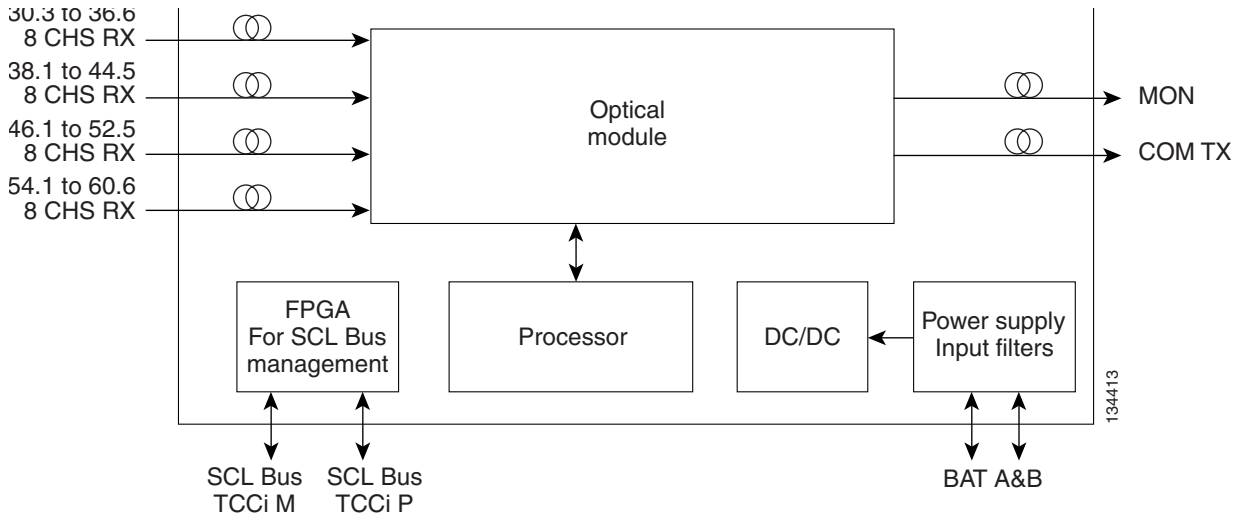 30.3 to 36.6
8 CHS RX
38.1 to 44.5
8 CHS RX
46.1 to 52.5
8 CHS RX
54.1 to 60.6
8 CHS RX
Optical
module
MON
COM TX
FPGA
For SCL Bus
management
Processor
DC/DC
Power supply
Input filters
134413
SCL Bus
TCCi M
SCL Bus
TCCi P
BAT A&B